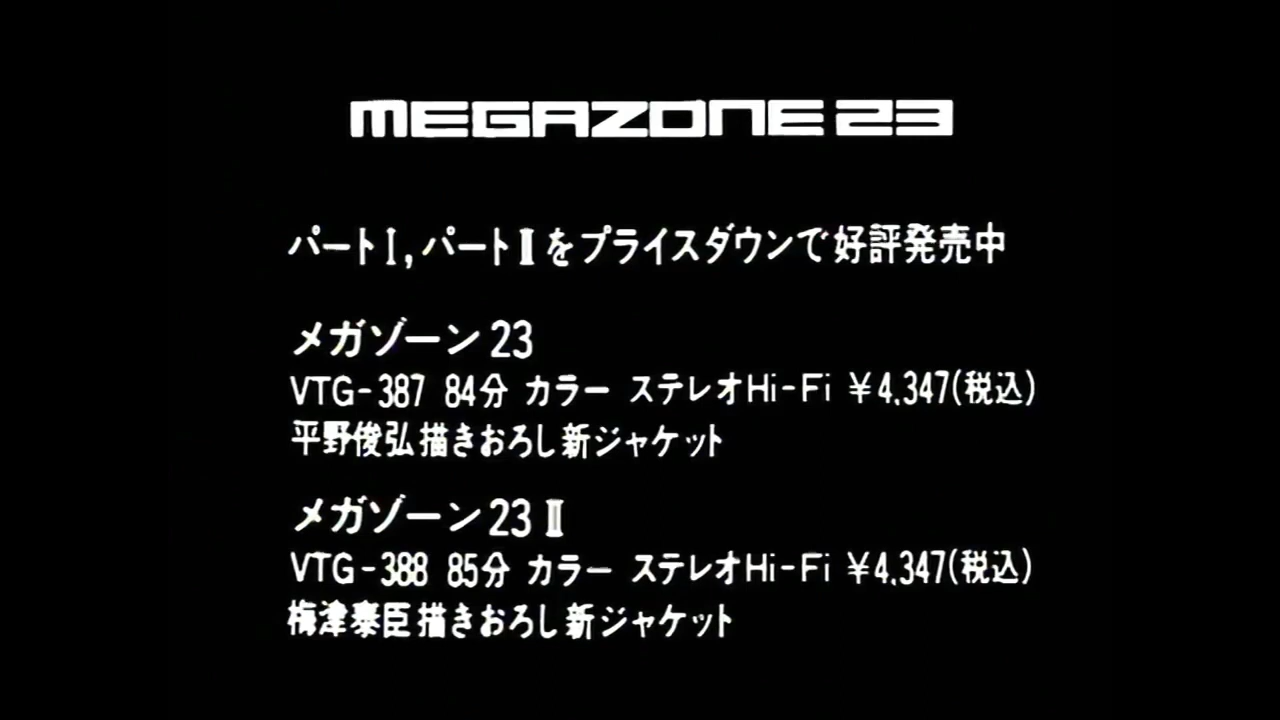 MEGAZONE 23
パートⅠ,パートⅡをプライスダウンで好評発売中
メガゾーン23
VTG-387 84分 カラー ステレオHi-Fi ¥4,347(税込)
平野俊弘描きおろし新ジャケット
メガゾーン23Ⅱ
VTG-388 85分 カラー ステレオHi-Fi ¥4,347(税込)
梅津泰臣描きおろし新ジャケット